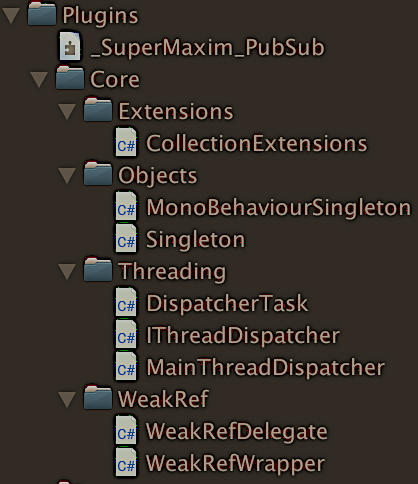 Plugins
_SuperMaxim_PubSub
Core
Extensions
C# CollectionExtensions
Objects
C# MonoBehaviourSingleton
C# Singleton
Threading
C# DispatcherTask
C# IThreadDispatcher
C# MainThreadDispatcher
WeakRef
C# WeakRefDelegate
C# WeakRefWrapper